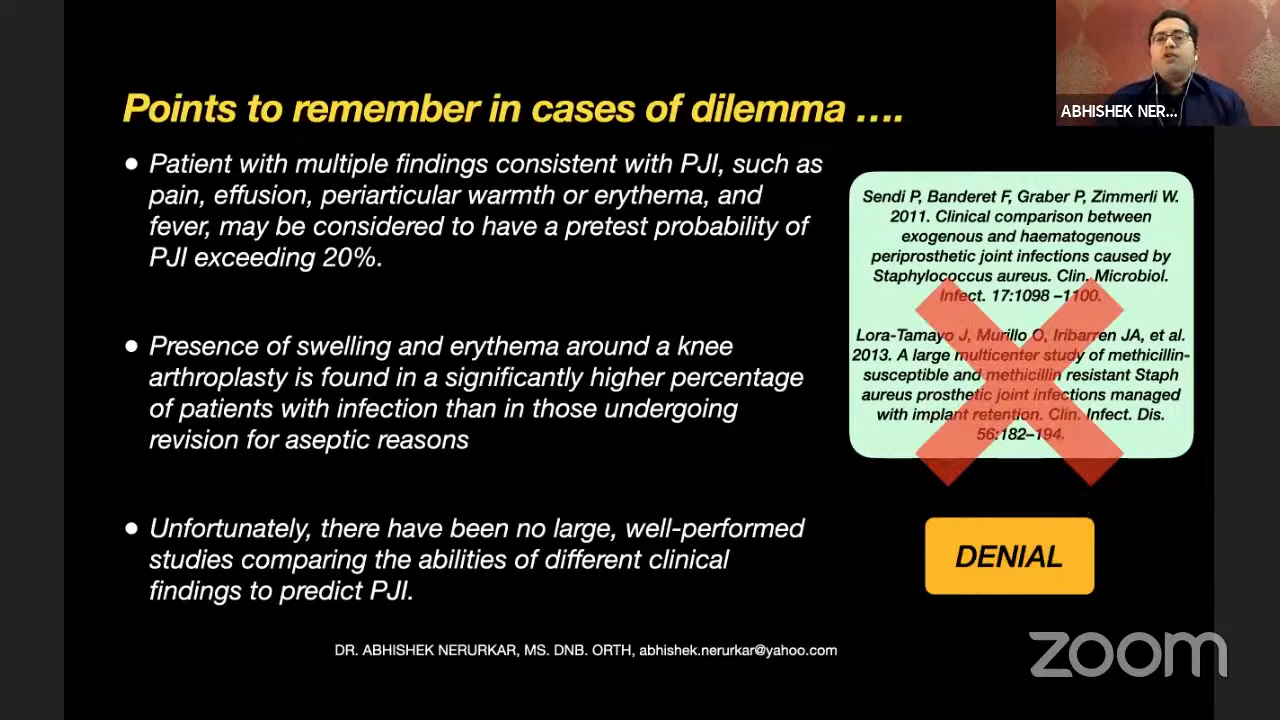 Points to remember in cases of dilemma ....
ABHISHEK NER...
• Patient with multiple findings consistent with PJI, such as
pain, effusion, periarticular warmth or erythema, and
fever, may be considered to have a pretest probability of
PJI exceeding 20%.
• Presence of swelling and erythema around a knee
arthroplasty is found in a significantly higher percentage
of patients with infection than in those undergoing
revision for aseptic reasons
• Unfortunately, there have been no large, well-performed
studies comparing the abilities of different clinical
findings to predict PJI.
Sendi P, Banderet F, Graber P, Zimmerli W.
2011. Clinical comparison between
exogenous and haematogenous
periprosthetic joint infections caused by
Staphylococcus aureus. Clin. Microbiol.
Infect. 17:1098 –1100.
Lora-Tamayo J, Murillo O, Iribarren JA, et al.
2013. A large multicenter study of methicillin-
susceptible and methicillin resistant Staph
aureus prosthetic joint infections managed
with implant retention. Clin. Infect. Dis.
56:182–194.
DENIAL
DR. ABHISHEK NERURKAR, MS. DNB. ORTH, abhishek.nerurkar@yahoo.com
zoom